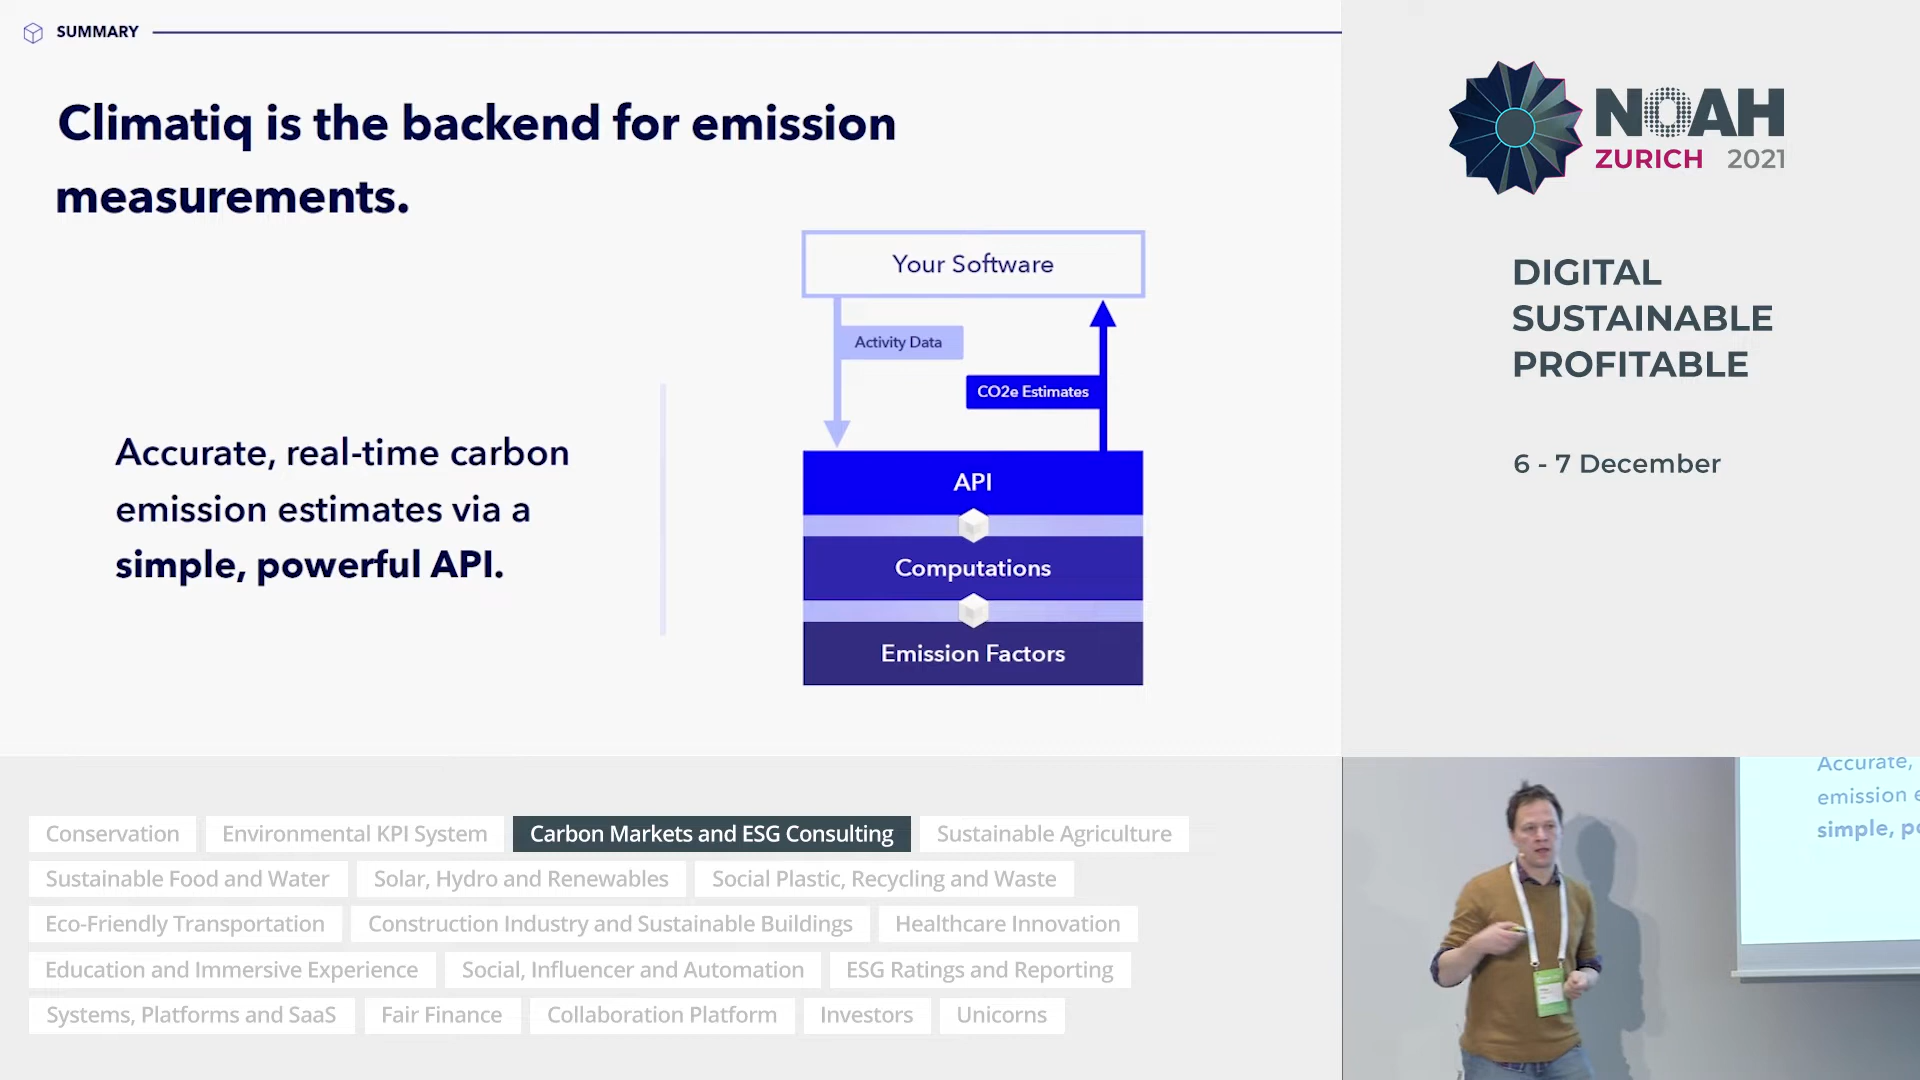 SUMMARY
Climatiq is the backend for emission
measurements.
Accurate, real-time carbon
emission estimates via a
simple, powerful API.
Your Software
Activity Data
CO2e Estimates
API
Computations
Emission Factors
NOAH
ZURICH 2021
DIGITAL
SUSTAINABLE
PROFITABLE
6 - 7 December
Conservation
Environmental KPI System
Carbon Markets and ESG Consulting
Sustainable Agriculture
Sustainable Food and Water
Solar, Hydro and Renewables
Social Plastic, Recycling and Waste
Eco-Friendly Transportation
Construction Industry and Sustainable Buildings
Healthcare Innovation
Education and Immersive Experience
Social, Influencer and Automation
ESG Ratings and Reporting
Systems, Platforms and SaaS
Fair Finance
Collaboration Platform
Investors
Unicorns
Accurate,
emission e
simple, po